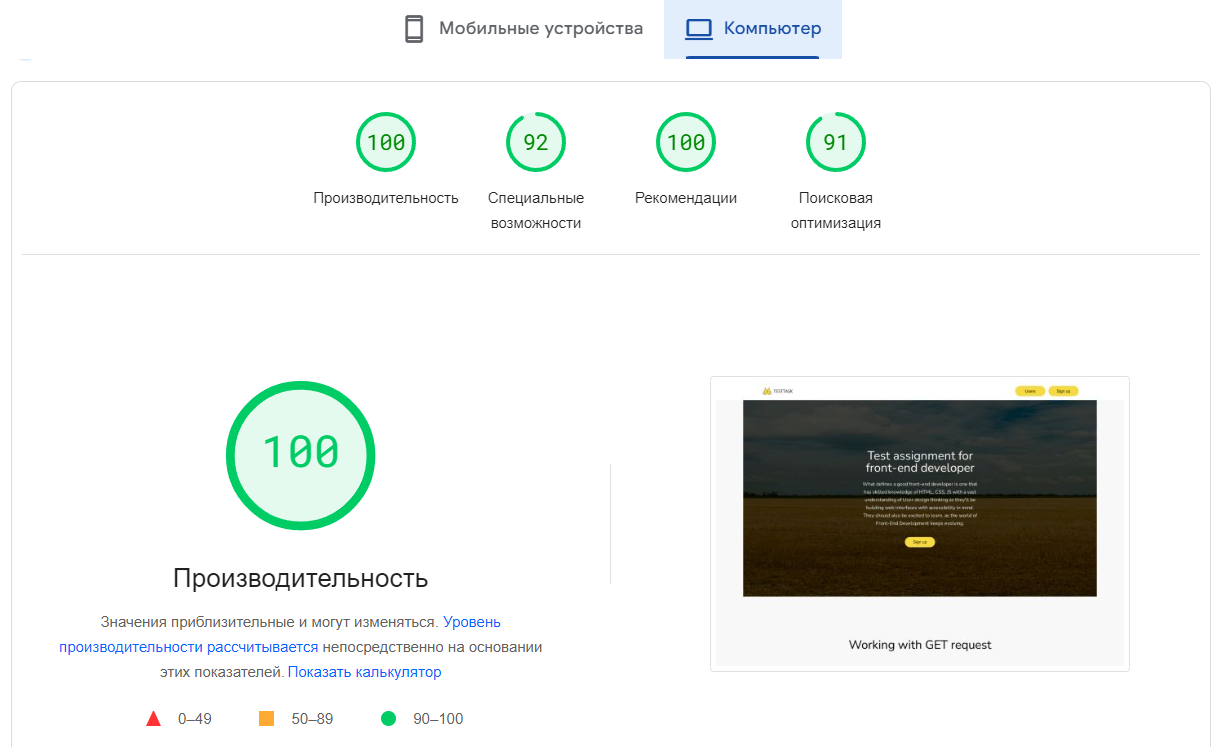 Мобильные устройства
Компьютер
100
92
100
91
Производительность
Специальные
возможности
Рекомендации
Поисковая
оптимизация
100
Производительность
Значения приблизительные и могут изменяться. Уровень
производительности рассчитывается непосредственно на основании
этих показателей. Показать калькулятор
0–49
50–89
90–100
TESTTASK
Users
Sign up
Test assignment for
front-end developer
What defines a good front-end developer is one that
has skilled knowledge of HTML, CSS, JS with a vast
understanding of User design thinking as they'll be
building web interfaces with accessibility in mind.
They should also be excited to learn, as the world of
Front-End Development keeps evolving.
Sign up
Working with GET request